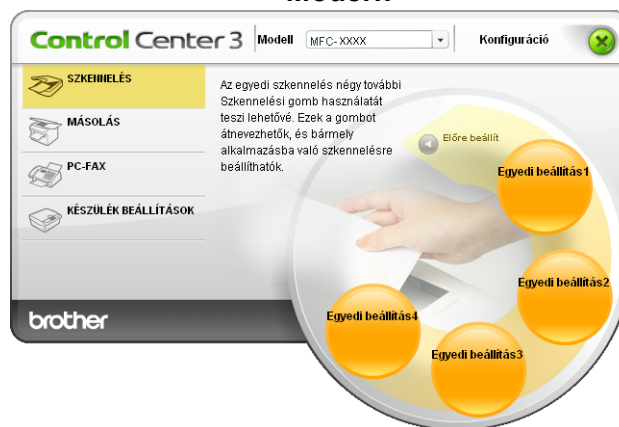 Control Center 3 Modell MFC-XXXX Konfiguráció
SZKENNELÉS
MÁSOLÁS
PC-FAX
KÉSZÜLÉK BEÁLLÍTÁSOK
Az egyedi szkennelés négy további
Szkennelési gomb használatát
teszi lehetővé. Ezek a gombot
átnevezhetők, és bármely
alkalmazásba való szkennelésre
beállíthatók.
Előre beállít
Egyedi beállítás1
Egyedi beállítás2
Egyedi beállítás3
Egyedi beállítás4
brother